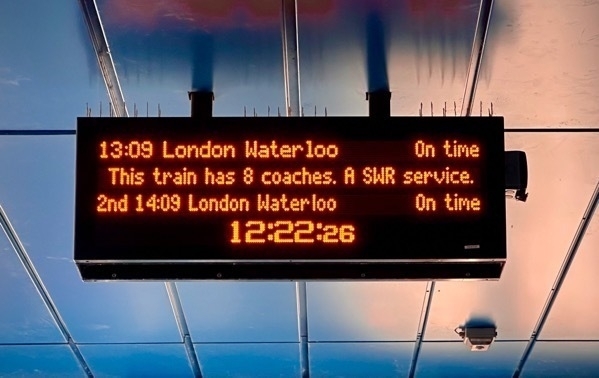 13:09 London Waterloo On time
This train has 8 coaches. A SWR service.
2nd 14:09 London Waterloo On time
12:22:26